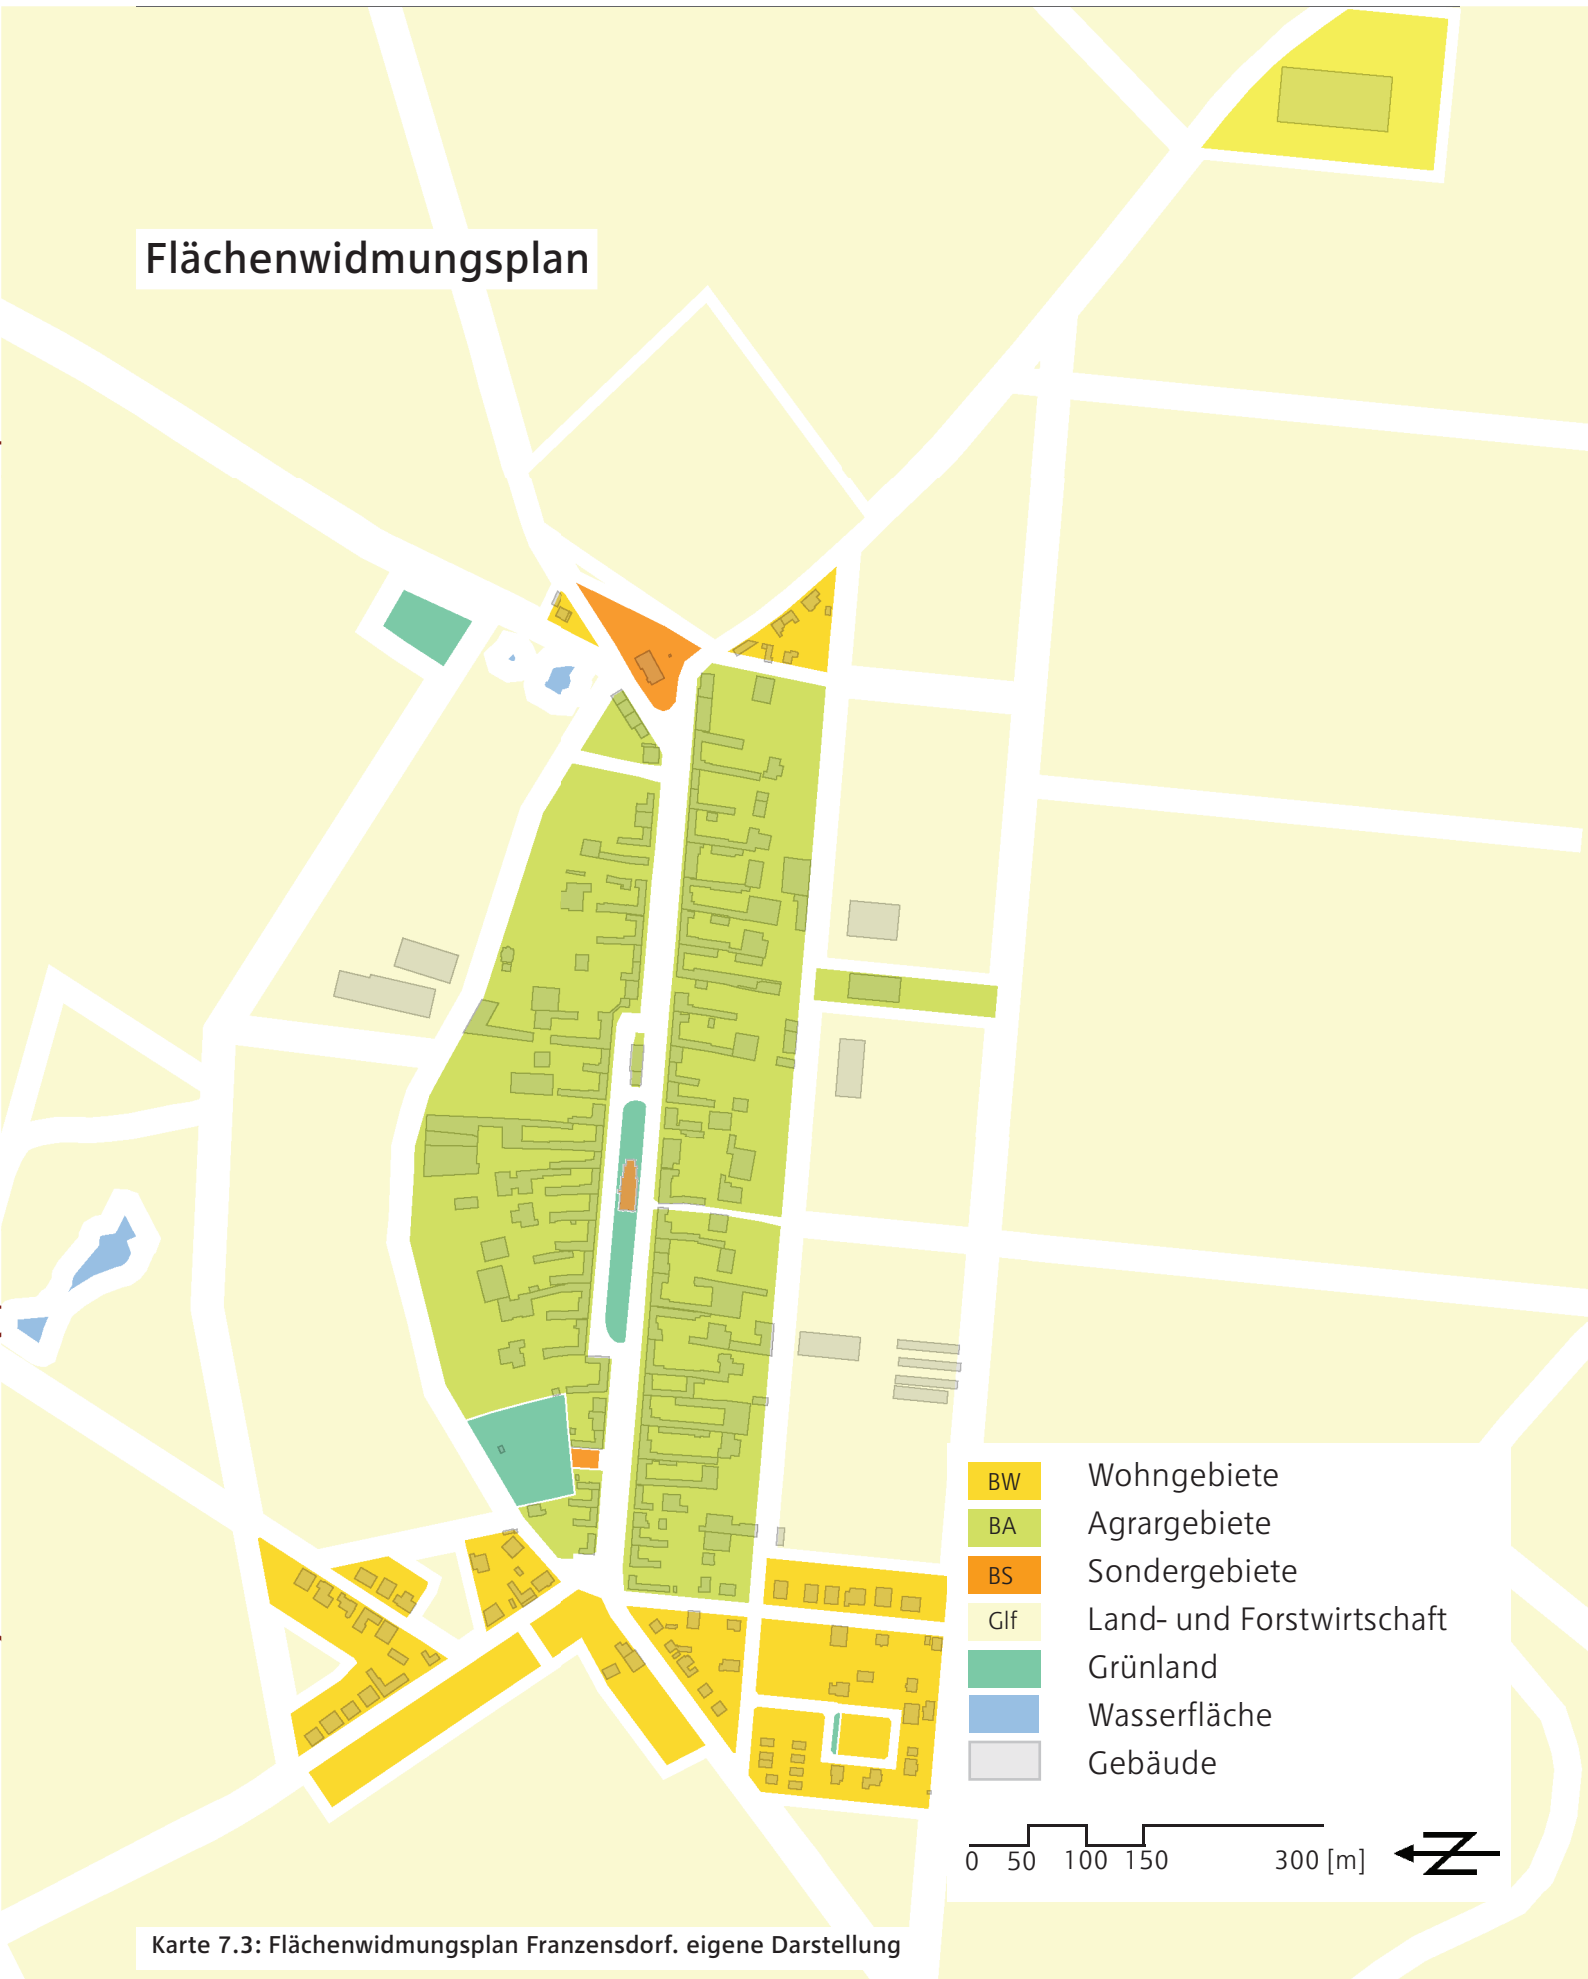 Flächenwidmungsplan
BW Wohngebiete
BA Agrargebiete
BS Sondergebiete
Glf Land- und Forstwirtschaft
Grünland
Wasserfläche
Gebäude
0 50 100 150 300 [m]
Karte 7.3: Flächenwidmungsplan Franzensdorf. eigene Darstellung